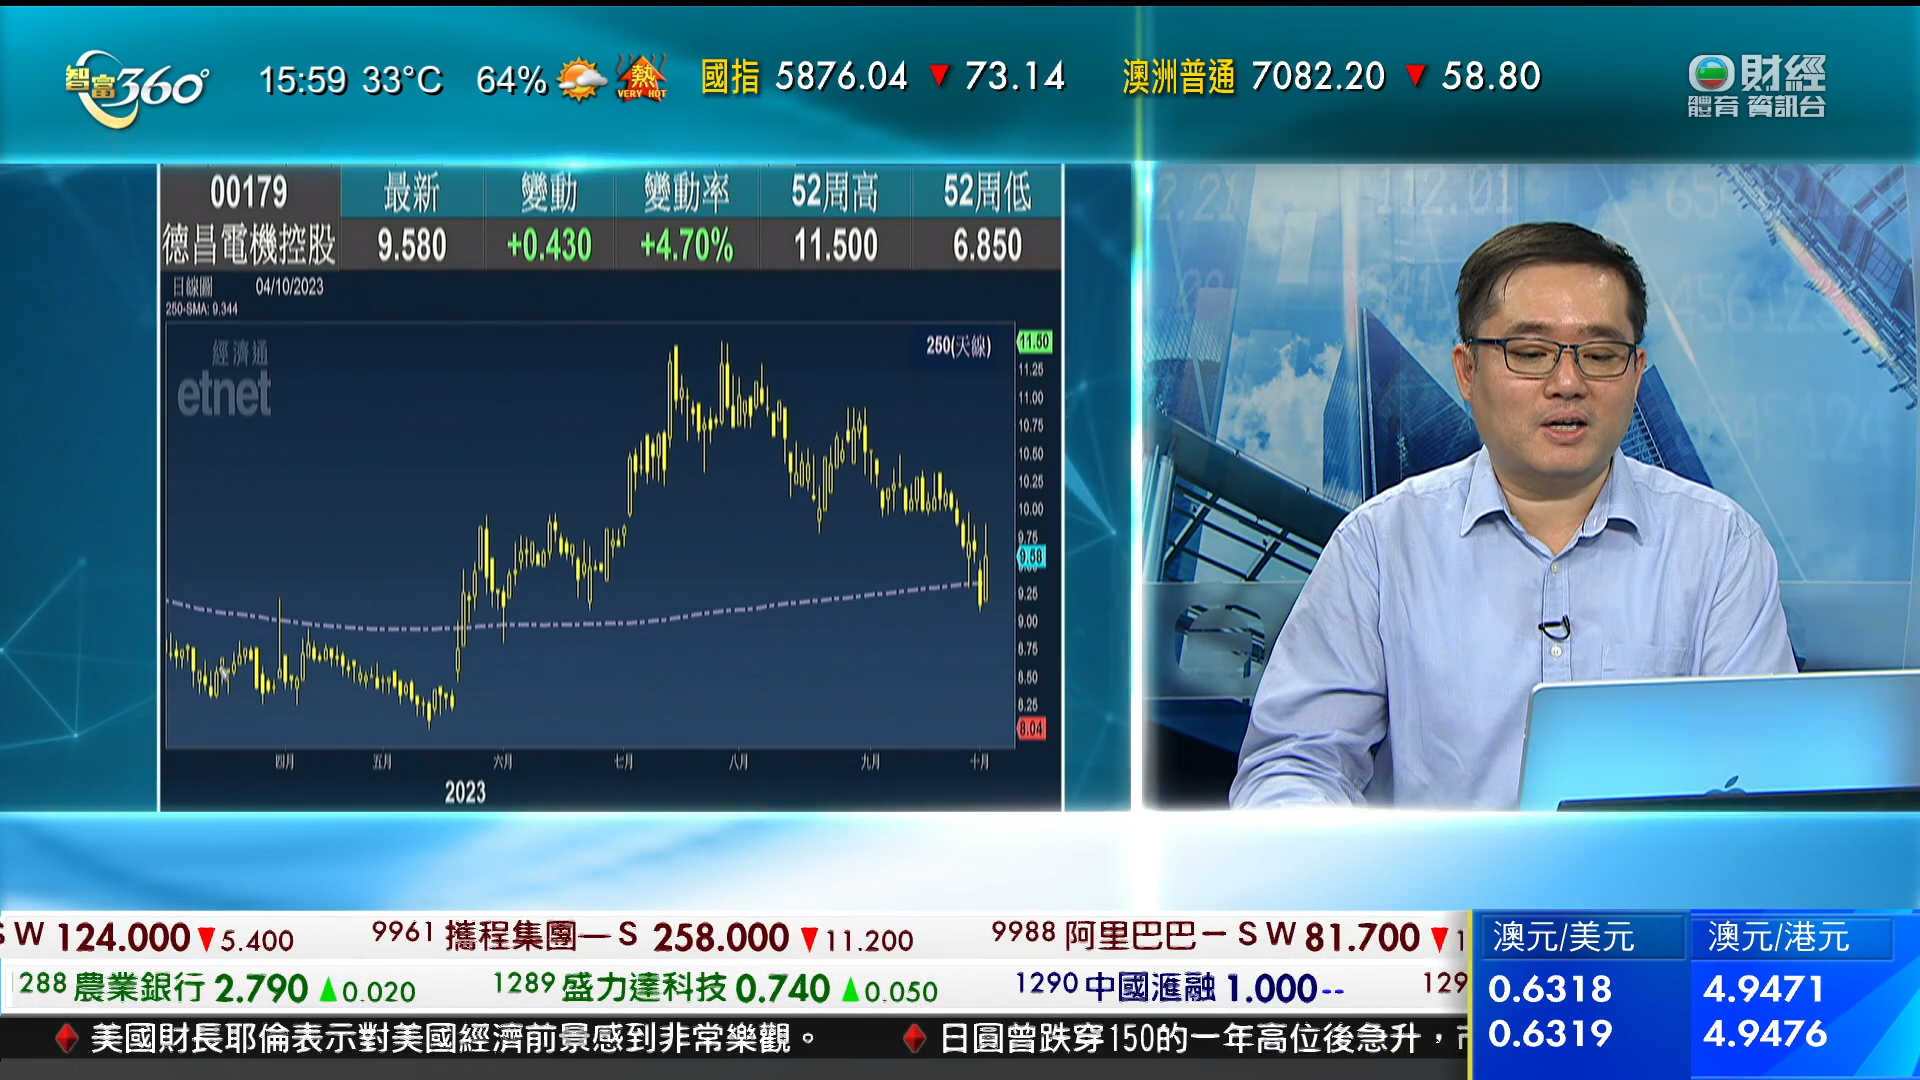 智富360°
15:59 33°C 64%
熱
VERY HOT
國指 5876.04 ▼ 73.14
澳洲普通 7082.20 ▼ 58.80
財經
體育 資訊台
00179 最新 變動 變動率 52周高 52周低
德昌電機控股 9.580 +0.430 +4.70% 11.500 6.850
日線圖 04/10/2023
250-SMA: 9.344
經濟通
etnet
250(天線)
11.50
11.25
11.00
10.75
10.50
10.25
10.00
9.75
9.58
9.25
9.00
8.75
8.50
8.25
8.04
四月 五月 六月 七月 八月 九月 十月
2023
W 124.000 ▼ 5.400 9961 攜程集團－S 258.000 ▼ 11.200 9988 阿里巴巴－SW 81.700 ▼ 1
288 農業銀行 2.790 ▲ 0.020 1289 盛力達科技 0.740 ▲ 0.050 1290 中國滙融 1.000 -- 129
美國財長耶倫表示對美國經濟前景感到非常樂觀。 日圓曾跌穿150的一年高位後急升，
澳元/美元 澳元/港元
0.6318 4.9471
0.6319 4.9476